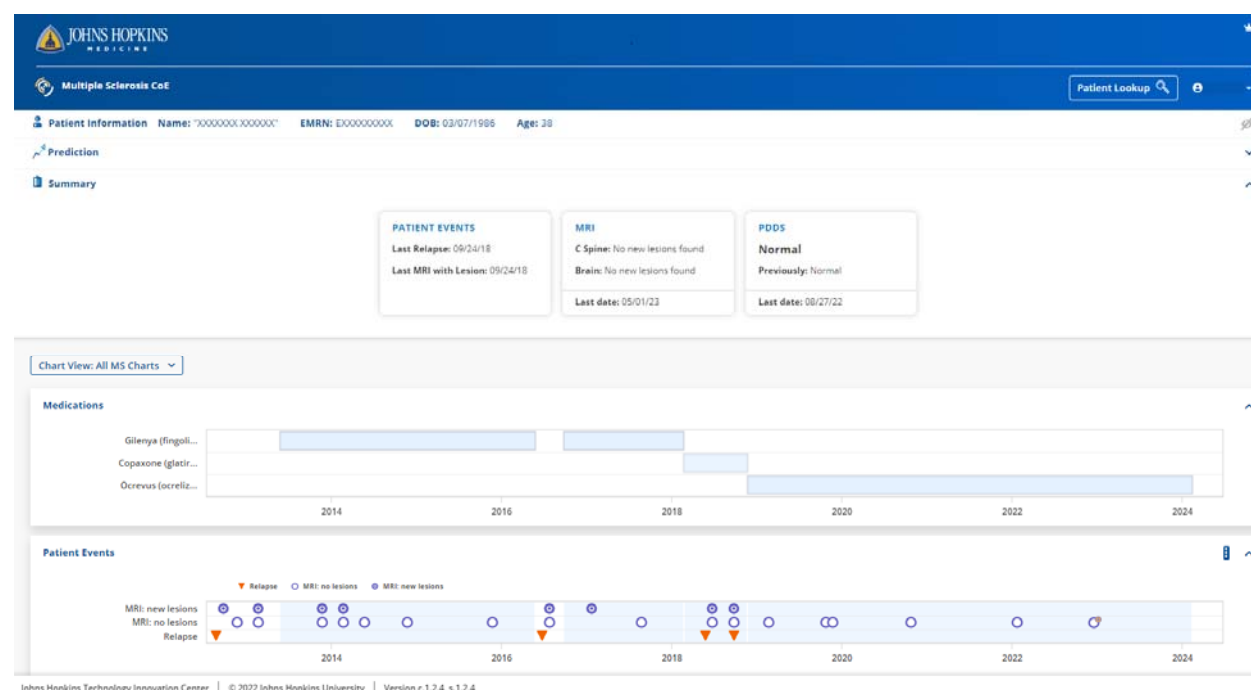 JOHNS HOPKINS
MEDICINE
Multiple Sclerosis CoE
Patient Lookup
Patient Information Name: "XXXXXXX XXXXXX" EMRN: EXXXXXXXXX DOB: 03/07/1986 Age: 38
Prediction
Summary
PATIENT EVENTS
Last Relapse: 09/24/18
Last MRI with Lesion: 09/24/18
MRI
C Spine: No new lesions found
Brain: No new lesions found
Last date: 05/01/23
PDDS
Normal
Previously: Normal
Last date: 08/27/22
Chart View: All MS Charts
Medications
Gilenya (fingoli...
Copaxone (glatir...
Ocrevus (ocreliz...
2014 2016 2018 2020 2022 2024
Patient Events
Relapse MRI: no lesions MRI: new lesions
MRI: new lesions
MRI: no lesions
Relapse
2014 2016 2018 2020 2022 2024
Johns Hopkins Technology Innovation Center | © 2022 Johns Hopkins University | Version c.1.2.4, s.1.2.4